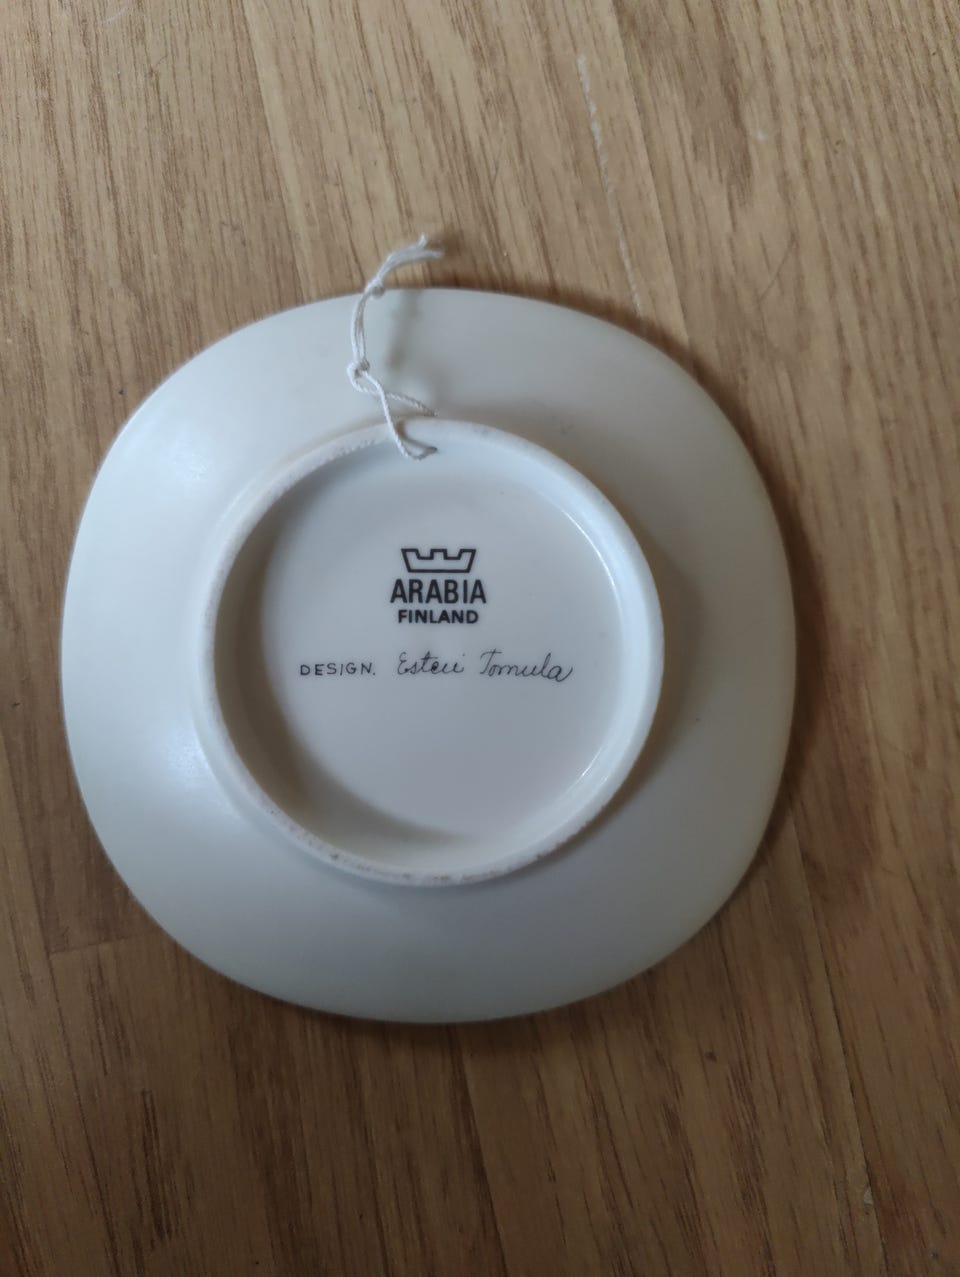 ARABIA
FINLAND
DESIGN. Esteri Tomula